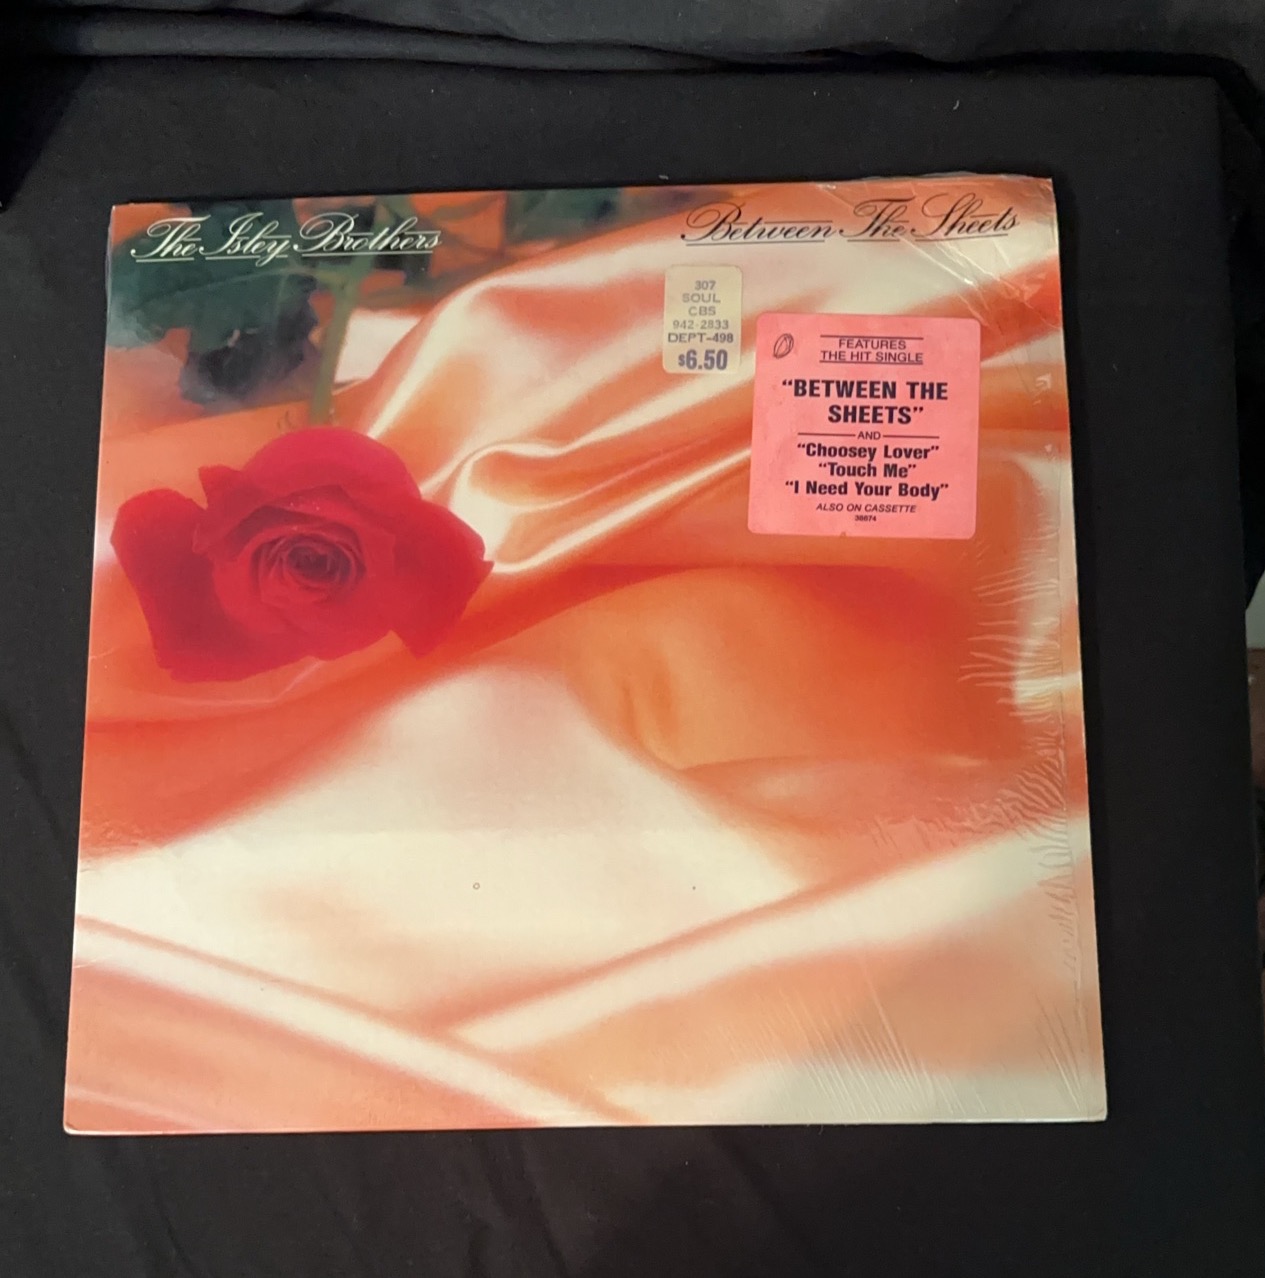 The Isley Brothers
Between The Sheets
307
SOUL
CBS
942-2833
DEPT-498
$6.50
FEATURES
THE HIT SINGLE
“BETWEEN THE
SHEETS”
AND
“Choosey Lover”
“Touch Me”
“I Need Your Body”
ALSO ON CASSETTE
38674